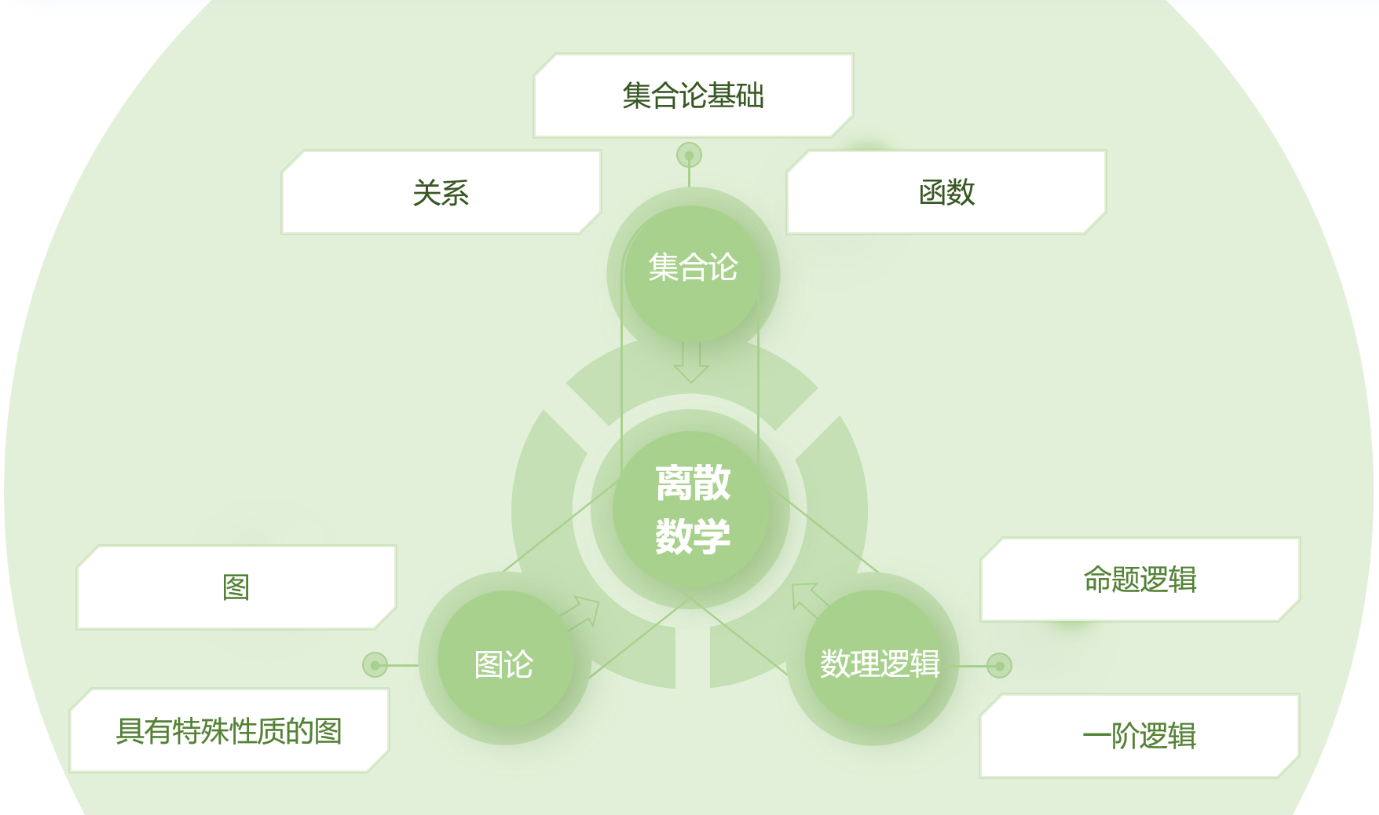 集合论基础
关系
函数
集合论
离散
数学
图
命题逻辑
图论
数理逻辑
具有特殊性质的图
一阶逻辑